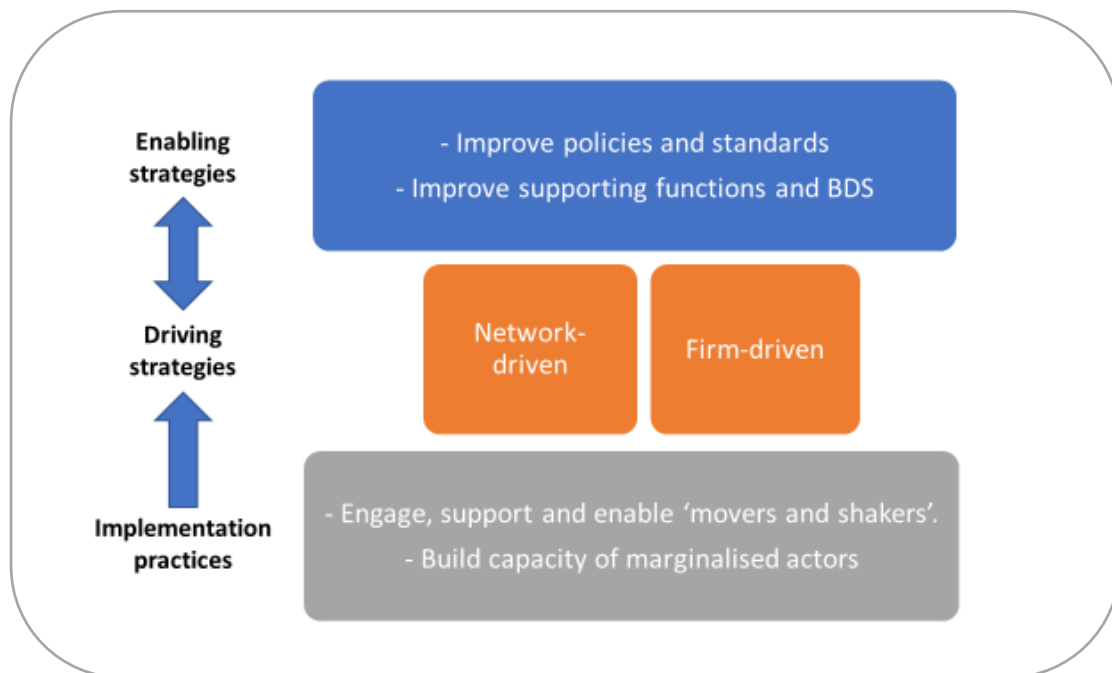 Enabling
strategies
- Improve policies and standards
- Improve supporting functions and BDS
Driving
strategies
Network-
driven
Firm-driven
Implementation
practices
- Engage, support and enable ‘movers and shakers’.
- Build capacity of marginalised actors